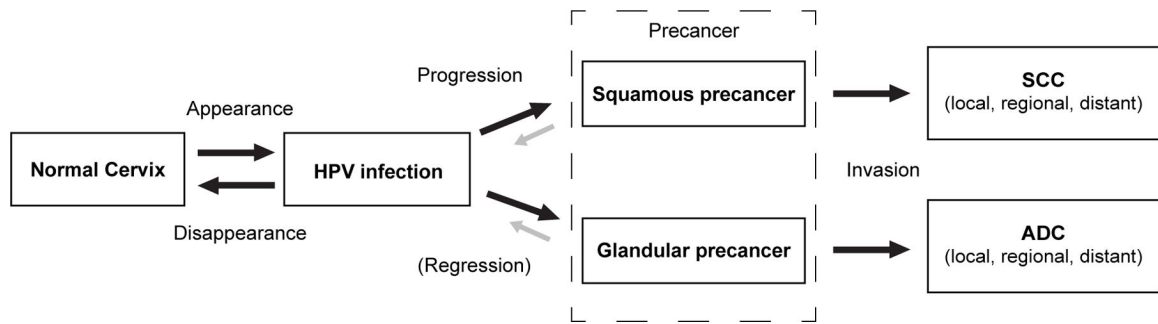 Precancer
Progression
Squamous precancer
SCC
(local, regional, distant)
Appearance
Normal Cervix
HPV infection
Invasion
Disappearance
Glandular precancer
ADC
(local, regional, distant)
(Regression)